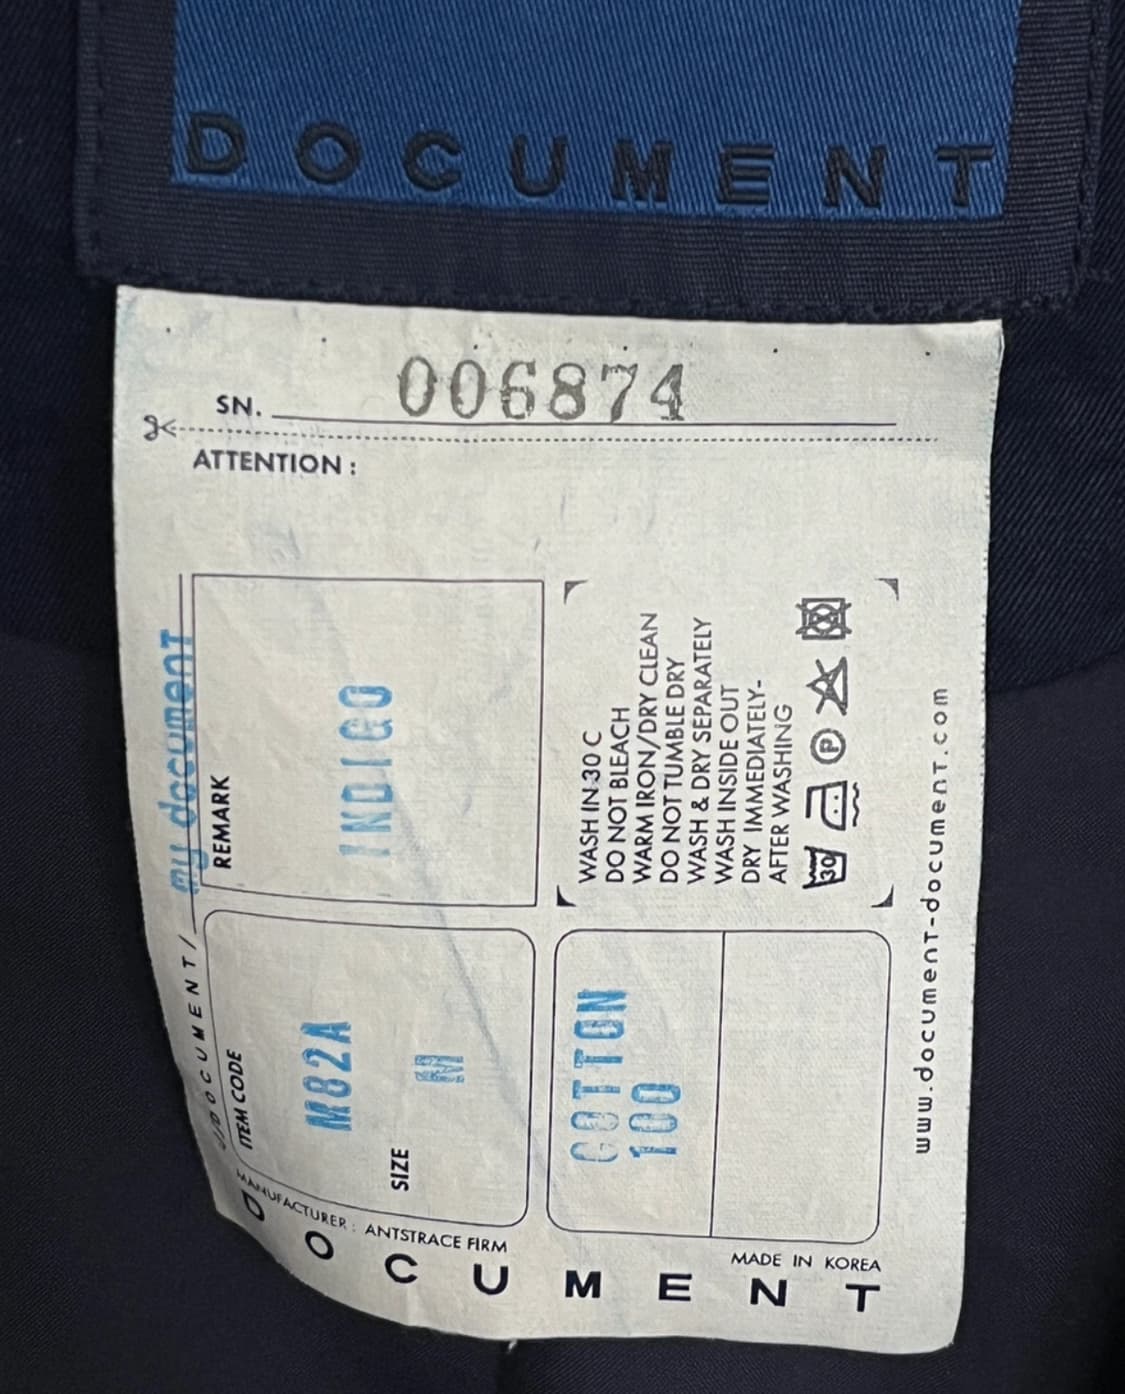 DOCUMENT
SN. 006874
ATTENTION :
/DOCUMENT/ my document
REMARK
INDIGO
ITEM CODE
M82A
SIZE
M
WASH IN 30 C
DO NOT BLEACH
WARM IRON/DRY CLEAN
DO NOT TUMBLE DRY
WASH & DRY SEPARATELY
WASH INSIDE OUT
DRY IMMEDIATELY-
AFTER WASHING
30
P
COTTON
100
www.document-document.com
MANUFACTURER : ANTSTRACE FIRM
MADE IN KOREA
DOCUMENT